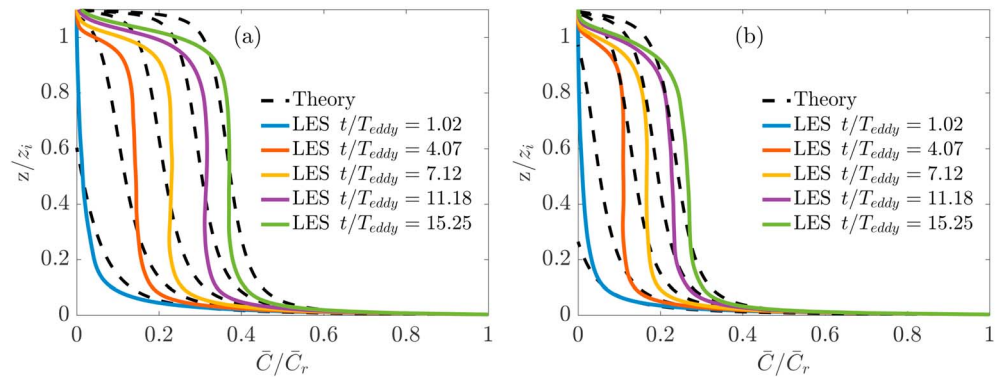 (a)
1
0.8
0.6
0.4
0.2
0
z/z_i
Theory
LES t/T_eddy = 1.02
LES t/T_eddy = 4.07
LES t/T_eddy = 7.12
LES t/T_eddy = 11.18
LES t/T_eddy = 15.25
0 0.2 0.4 0.6 0.8 1
C̄/C̄_r
(b)
1
0.8
0.6
0.4
0.2
0
z/z_i
Theory
LES t/T_eddy = 1.02
LES t/T_eddy = 4.07
LES t/T_eddy = 7.12
LES t/T_eddy = 11.18
LES t/T_eddy = 15.25
0 0.2 0.4 0.6 0.8 1
C̄/C̄_r